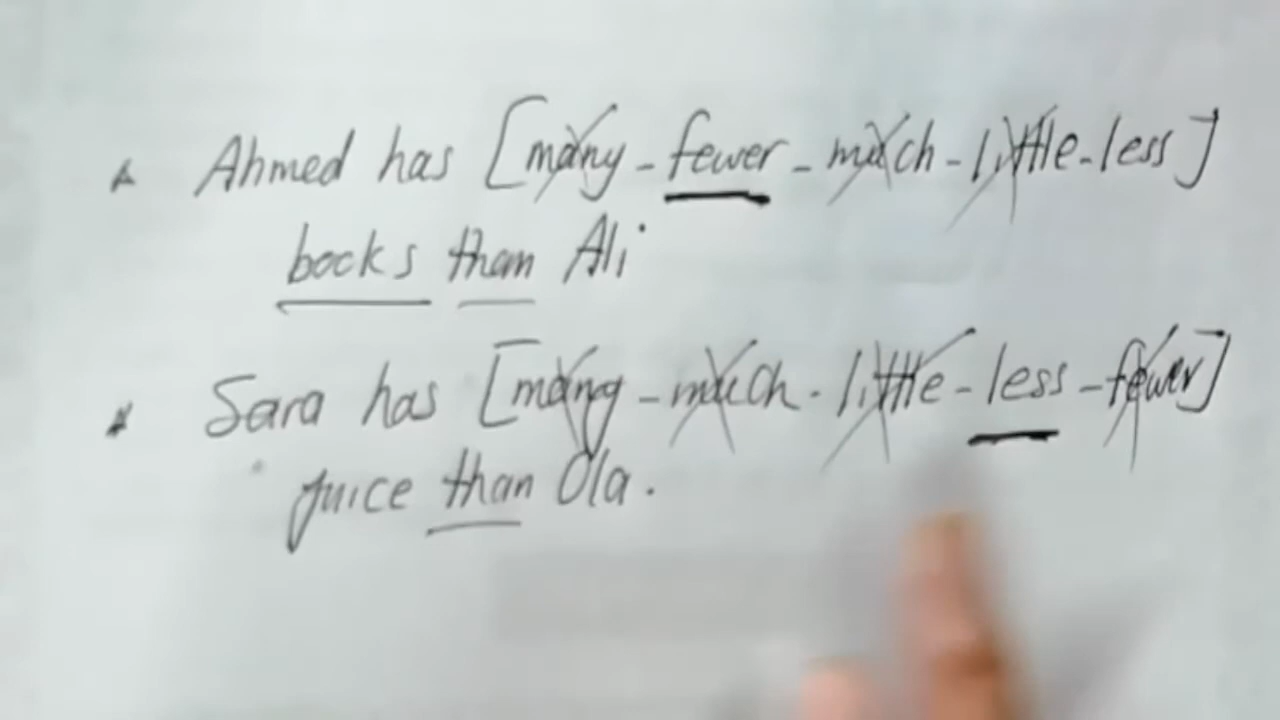 Ahmed has [many - fewer - much - little - less]
books than Ali
Sara has [many - much - little - less - fewer]
juice than Ola.